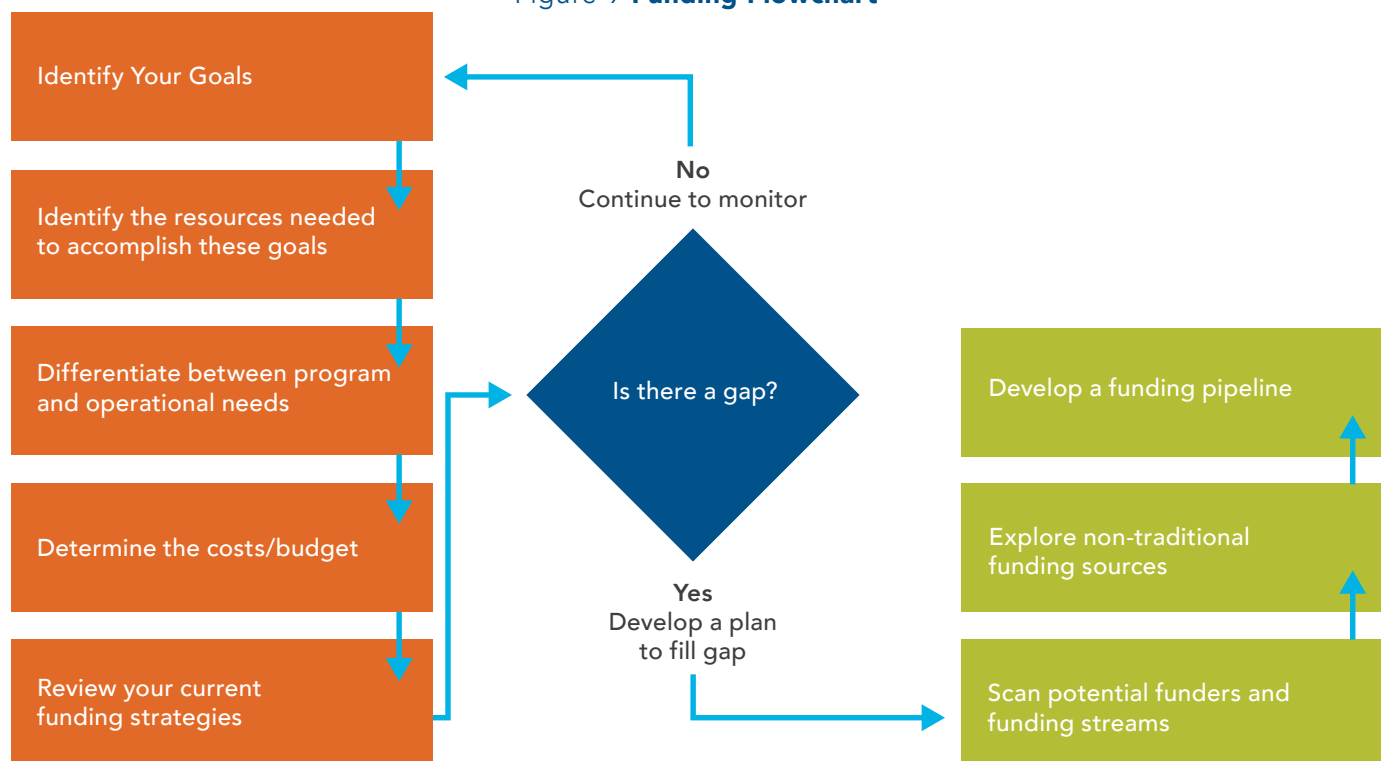 Funding Flowchart
Identify Your Goals
Identify the resources needed
to accomplish these goals
Differentiate between program
and operational needs
Determine the costs/budget
Review your current
funding strategies
No
Continue to monitor
Is there a gap?
Yes
Develop a plan
to fill gap
Develop a funding pipeline
Explore non-traditional
funding sources
Scan potential funders and
funding streams